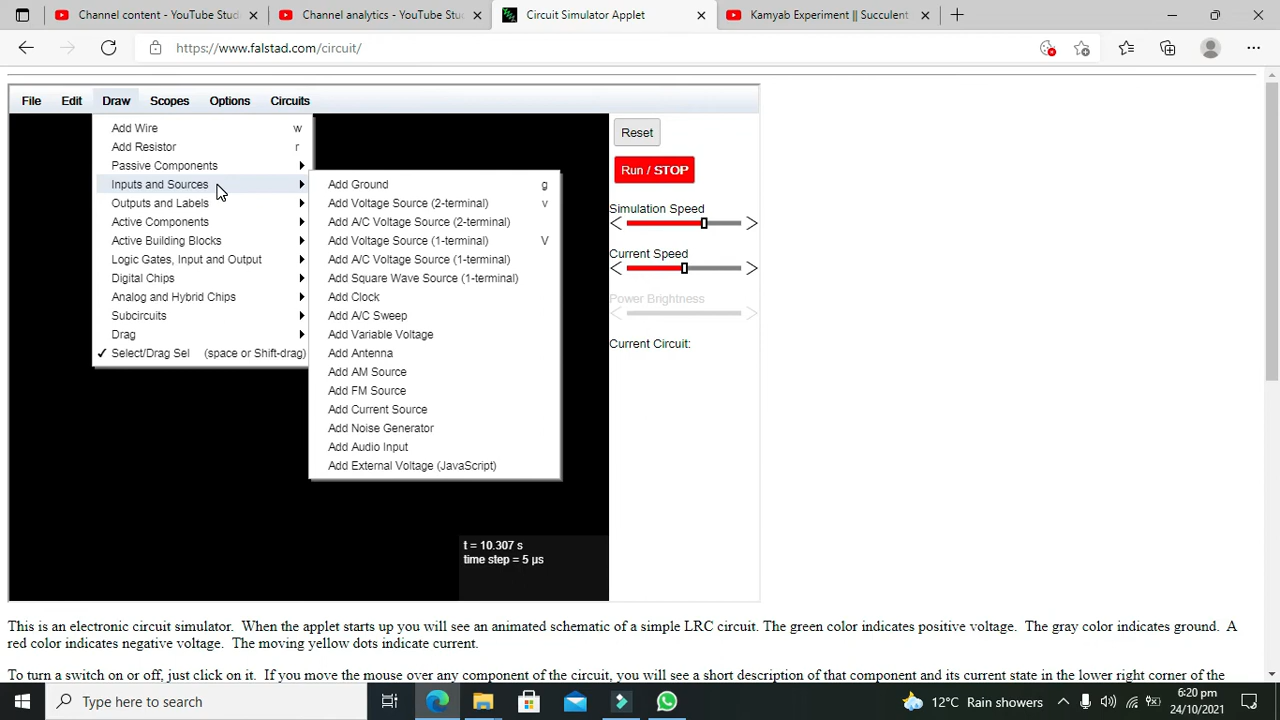 Channel content - YouTube Stud
Channel analytics - YouTube Stu
Circuit Simulator Applet
Kamyab Experiment || Succulent
https://www.falstad.com/circuit/
File Edit Draw Scopes Options Circuits
Add Wire w
Add Resistor r
Passive Components
Inputs and Sources
Outputs and Labels
Active Components
Active Building Blocks
Logic Gates, Input and Output
Digital Chips
Analog and Hybrid Chips
Subcircuits
Drag
✓ Select/Drag Sel (space or Shift-drag)
Add Ground g
Add Voltage Source (2-terminal) v
Add A/C Voltage Source (2-terminal)
Add Voltage Source (1-terminal) V
Add A/C Voltage Source (1-terminal)
Add Square Wave Source (1-terminal)
Add Clock
Add A/C Sweep
Add Variable Voltage
Add Antenna
Add AM Source
Add FM Source
Add Current Source
Add Noise Generator
Add Audio Input
Add External Voltage (JavaScript)
Reset
Run / STOP
Simulation Speed
Current Speed
Power Brightness
Current Circuit:
t = 10.307 s
time step = 5 µs
This is an electronic circuit simulator. When the applet starts up you will see an animated schematic of a simple LRC circuit. The green color indicates positive voltage. The gray color indicates ground. A
red color indicates negative voltage. The moving yellow dots indicate current.
To turn a switch on or off, just click on it. If you move the mouse over any component of the circuit, you will see a short description of that component and its current state in the lower right corner of the
Type here to search
12°C Rain showers
6:20 pm
24/10/2021